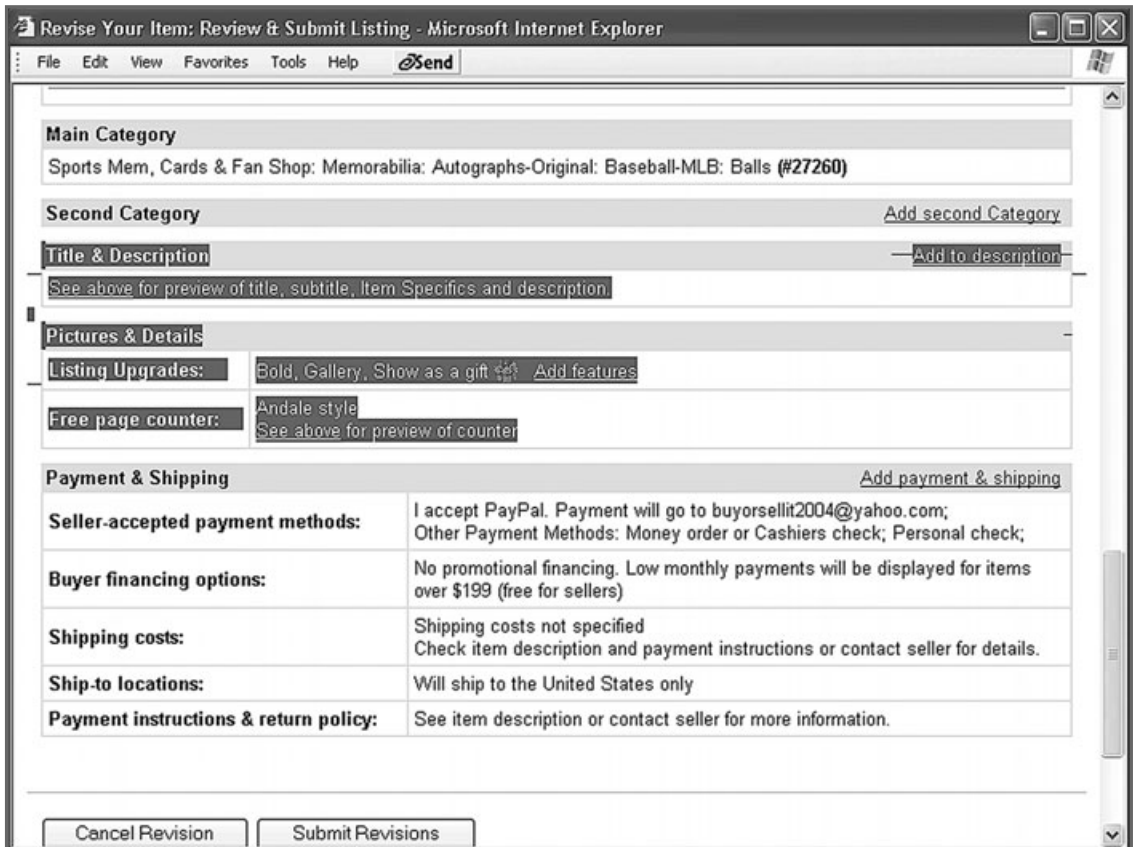 Revise Your Item: Review & Submit Listing - Microsoft Internet Explorer
File Edit View Favorites Tools Help Send
Main Category
Sports Mem, Cards & Fan Shop: Memorabilia: Autographs-Original: Baseball-MLB: Balls (#27260)
Second Category Add second Category
Title & Description Add to description
See above for preview of title, subtitle, Item Specifics and description.
Pictures & Details
Listing Upgrades: Bold, Gallery, Show as a gift Add features
Free page counter: Andale style
See above for preview of counter
Payment & Shipping Add payment & shipping
Seller-accepted payment methods: I accept PayPal. Payment will go to buyorsellit2004@yahoo.com;
Other Payment Methods: Money order or Cashiers check; Personal check;
Buyer financing options: No promotional financing. Low monthly payments will be displayed for items
over $199 (free for sellers)
Shipping costs: Shipping costs not specified
Check item description and payment instructions or contact seller for details.
Ship-to locations: Will ship to the United States only
Payment instructions & return policy: See item description or contact seller for more information.
Cancel Revision Submit Revisions